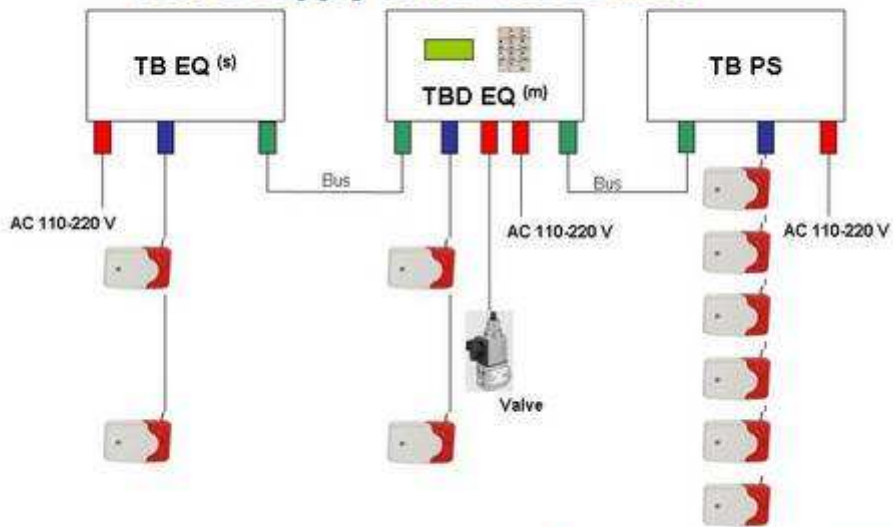 TB EQ (s)
TBD EQ (m)
TB PS
Bus
Bus
AC 110-220 V
AC 110-220 V
AC 110-220 V
Valve